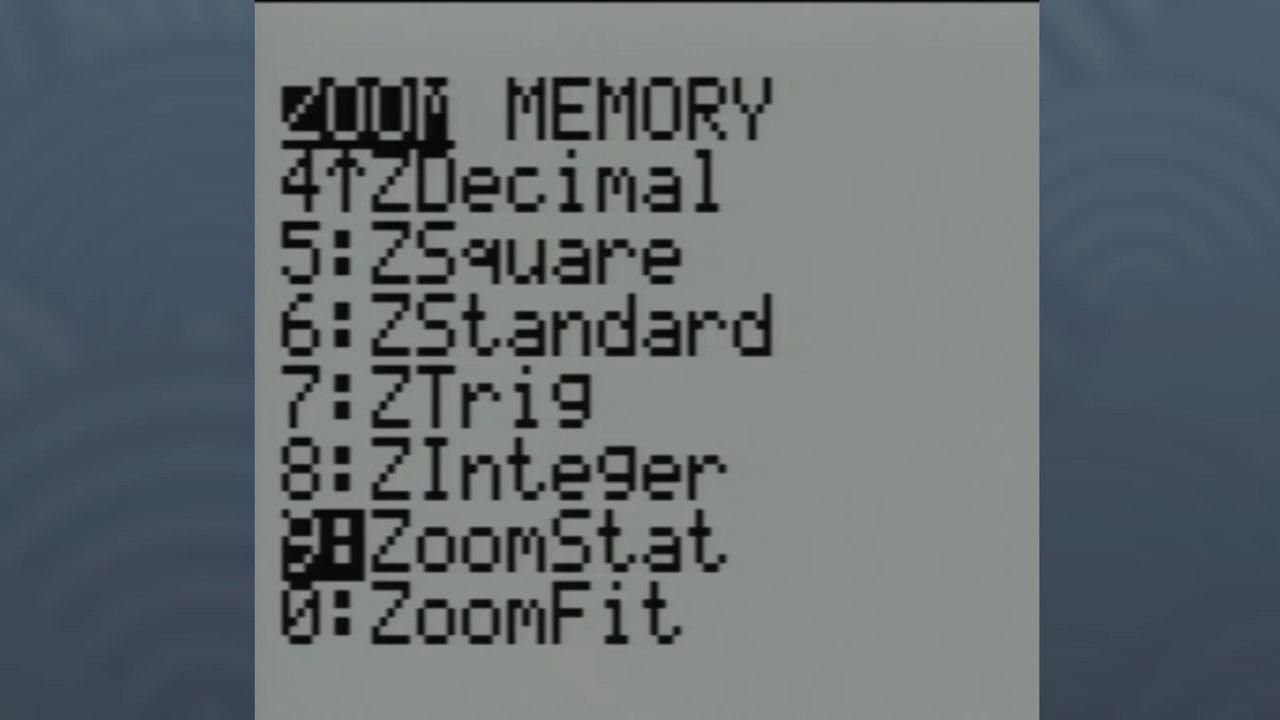 ZOOM MEMORY
4↑ZDecimal
5:ZSquare
6:ZStandard
7:ZTrig
8:ZInteger
9:ZoomStat
0:ZoomFit